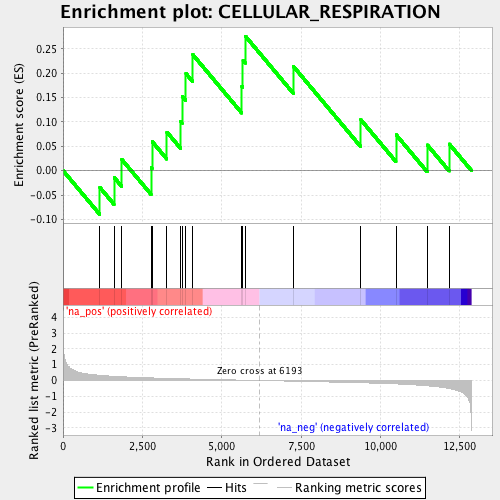 Enrichment plot: CELLULAR_RESPIRATION
Enrichment score (ES)
0.25
0.20
0.15
0.10
0.05
0.00
-0.05
-0.10
'na_pos' (positively correlated)
Ranked list metric (PreRanked)
4
3
2
1
0
-1
-2
-3
Zero cross at 6193
'na_neg' (negatively correlated)
0
2,500
5,000
7,500
10,000
12,500
Rank in Ordered Dataset
Enrichment profile
Hits
Ranking metric scores